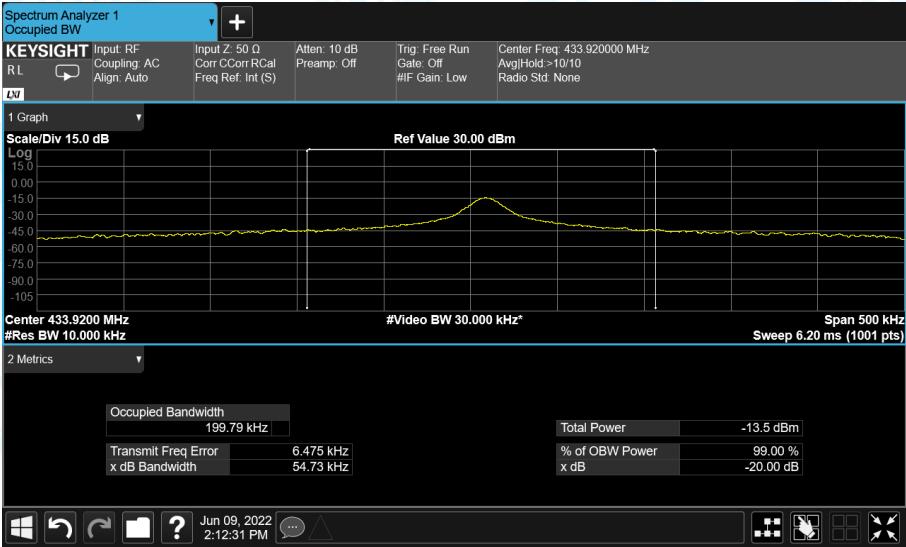 Spectrum Analyzer 1
Occupied BW
+
KEYSIGHT
RL
LXI
Input: RF
Coupling: AC
Align: Auto
Input Z: 50 Ω
Corr CCorr RCal
Freq Ref: Int (S)
Atten: 10 dB
Preamp: Off
Trig: Free Run
Gate: Off
#IF Gain: Low
Center Freq: 433.920000 MHz
Avg|Hold:>10/10
Radio Std: None
1 Graph
Scale/Div 15.0 dB
Ref Value 30.00 dBm
Log
15.0
0.00
-15.0
-30.0
-45.0
-60.0
-75.0
-90.0
-105
Center 433.9200 MHz
#Video BW 30.000 kHz*
Span 500 kHz
#Res BW 10.000 kHz
Sweep 6.20 ms (1001 pts)
2 Metrics
Occupied Bandwidth
199.79 kHz
Total Power -13.5 dBm
Transmit Freq Error 6.475 kHz
% of OBW Power 99.00 %
x dB Bandwidth 54.73 kHz
x dB -20.00 dB
?
Jun 09, 2022
2:12:31 PM